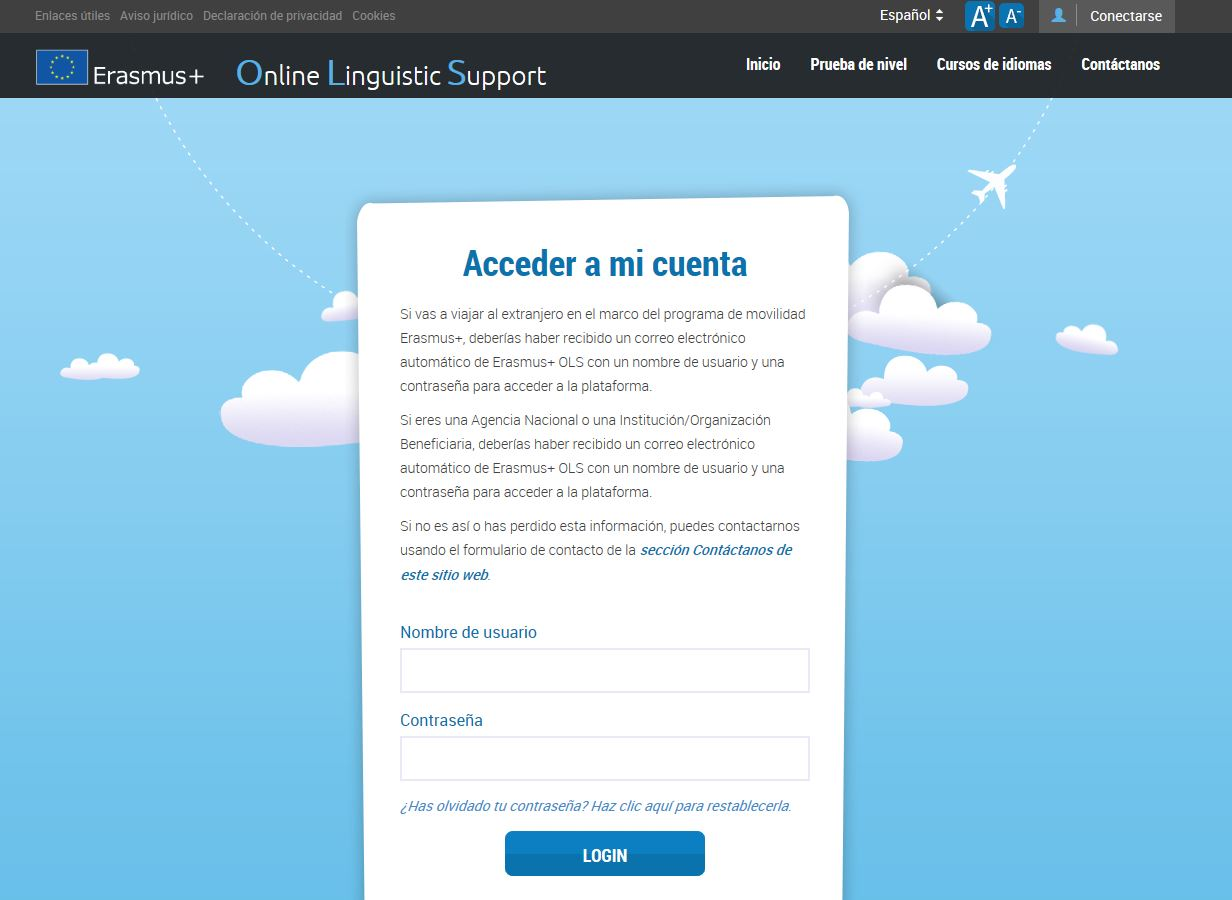 Enlaces útiles Aviso jurídico Declaración de privacidad Cookies
Español A+ A- Conectarse
Erasmus+ Online Linguistic Support
Inicio Prueba de nivel Cursos de idiomas Contáctanos
Acceder a mi cuenta
Si vas a viajar al extranjero en el marco del programa de movilidad
Erasmus+, deberías haber recibido un correo electrónico
automático de Erasmus+ OLS con un nombre de usuario y una
contraseña para acceder a la plataforma.
Si eres una Agencia Nacional o una Institución/Organización
Beneficiaria, deberías haber recibido un correo electrónico
automático de Erasmus+ OLS con un nombre de usuario y una
contraseña para acceder a la plataforma.
Si no es así o has perdido esta información, puedes contactarnos
usando el formulario de contacto de la sección Contáctanos de
este sitio web.
Nombre de usuario
Contraseña
¿Has olvidado tu contraseña? Haz clic aquí para restablecerla.
LOGIN